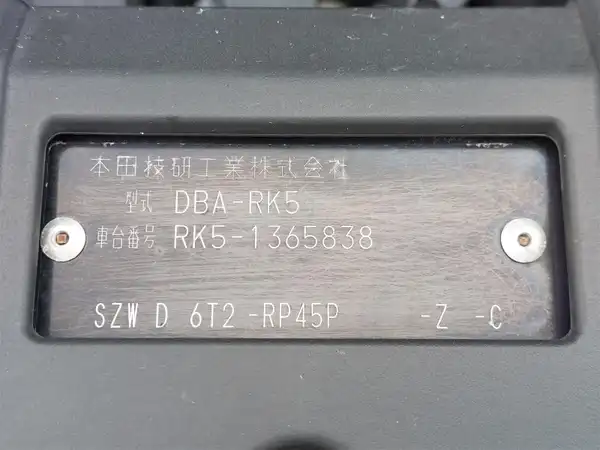 本田技研工業株式会社
型式 DBA-RK5
車台番号 RK5-1365838
SZW D 6T2-RP45P -Z -C